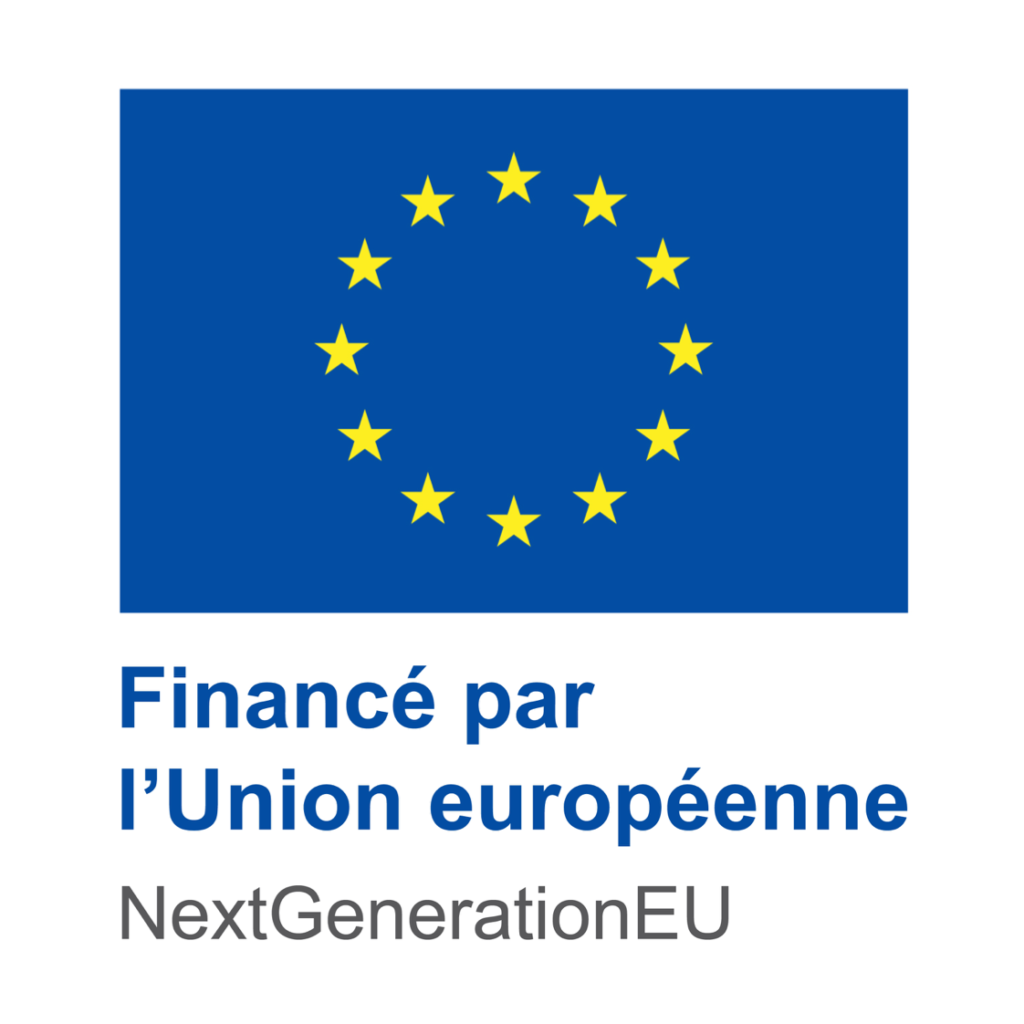 Financé par
l’Union européenne
NextGenerationEU